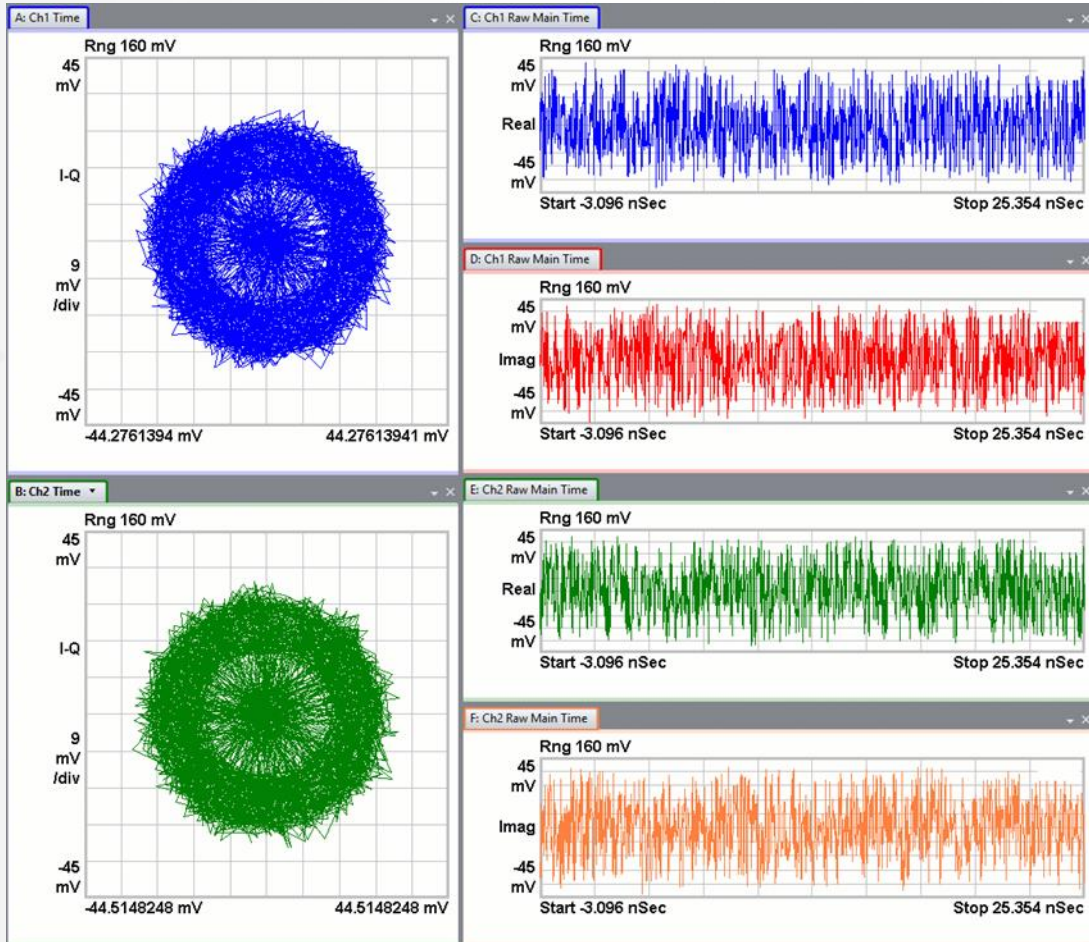 A: Ch1 Time
Rng 160 mV
45
mV
I-Q
9
mV
/div
-45
mV
-44.2761394 mV
44.27613941 mV
B: Ch2 Time
Rng 160 mV
45
mV
I-Q
9
mV
/div
-45
mV
-44.5148248 mV
44.5148248 mV
C: Ch1 Raw Main Time
Rng 160 mV
45
mV
Real
-45
mV
Start -3.096 nSec
Stop 25.354 nSec
D: Ch1 Raw Main Time
Rng 160 mV
45
mV
Imag
-45
mV
Start -3.096 nSec
Stop 25.354 nSec
E: Ch2 Raw Main Time
Rng 160 mV
45
mV
Real
-45
mV
Start -3.096 nSec
Stop 25.354 nSec
F: Ch2 Raw Main Time
Rng 160 mV
45
mV
Imag
-45
mV
Start -3.096 nSec
Stop 25.354 nSec